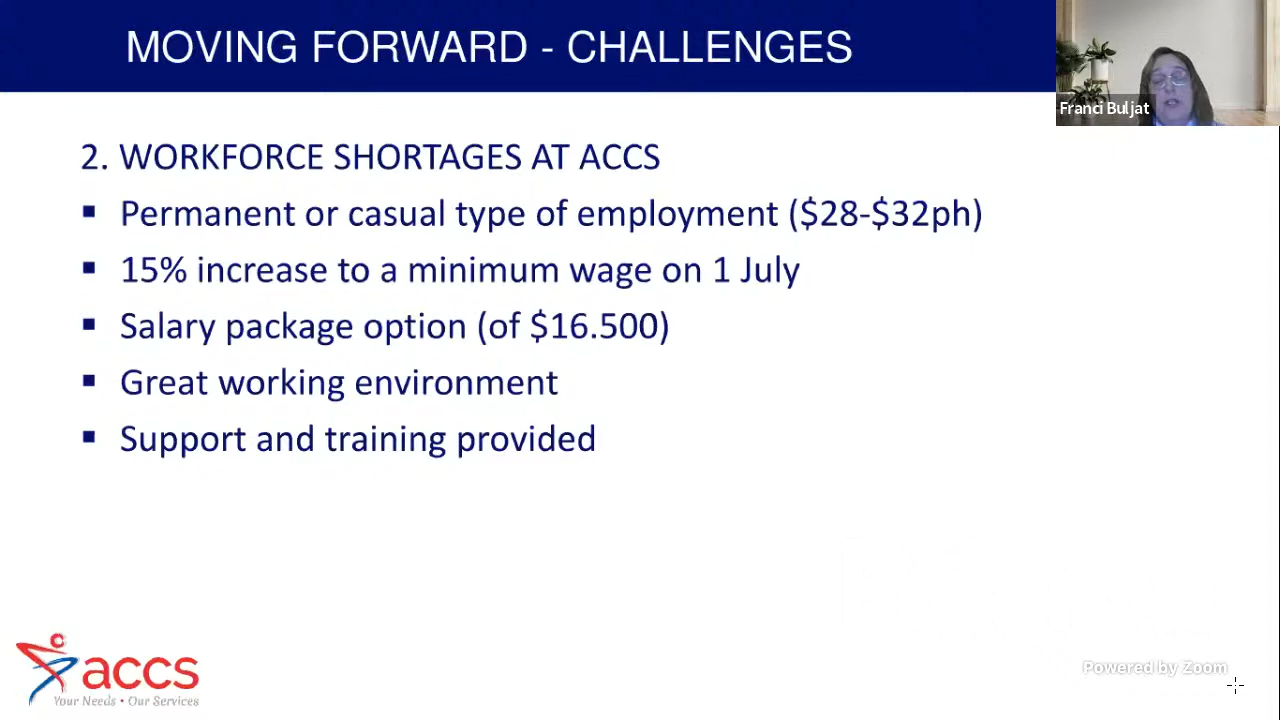 MOVING FORWARD - CHALLENGES
Franci Buljat
2. WORKFORCE SHORTAGES AT ACCS
▪ Permanent or casual type of employment ($28-$32ph)
▪ 15% increase to a minimum wage on 1 July
▪ Salary package option (of $16.500)
▪ Great working environment
▪ Support and training provided
accs
Your Needs • Our Services
Powered by Zoom